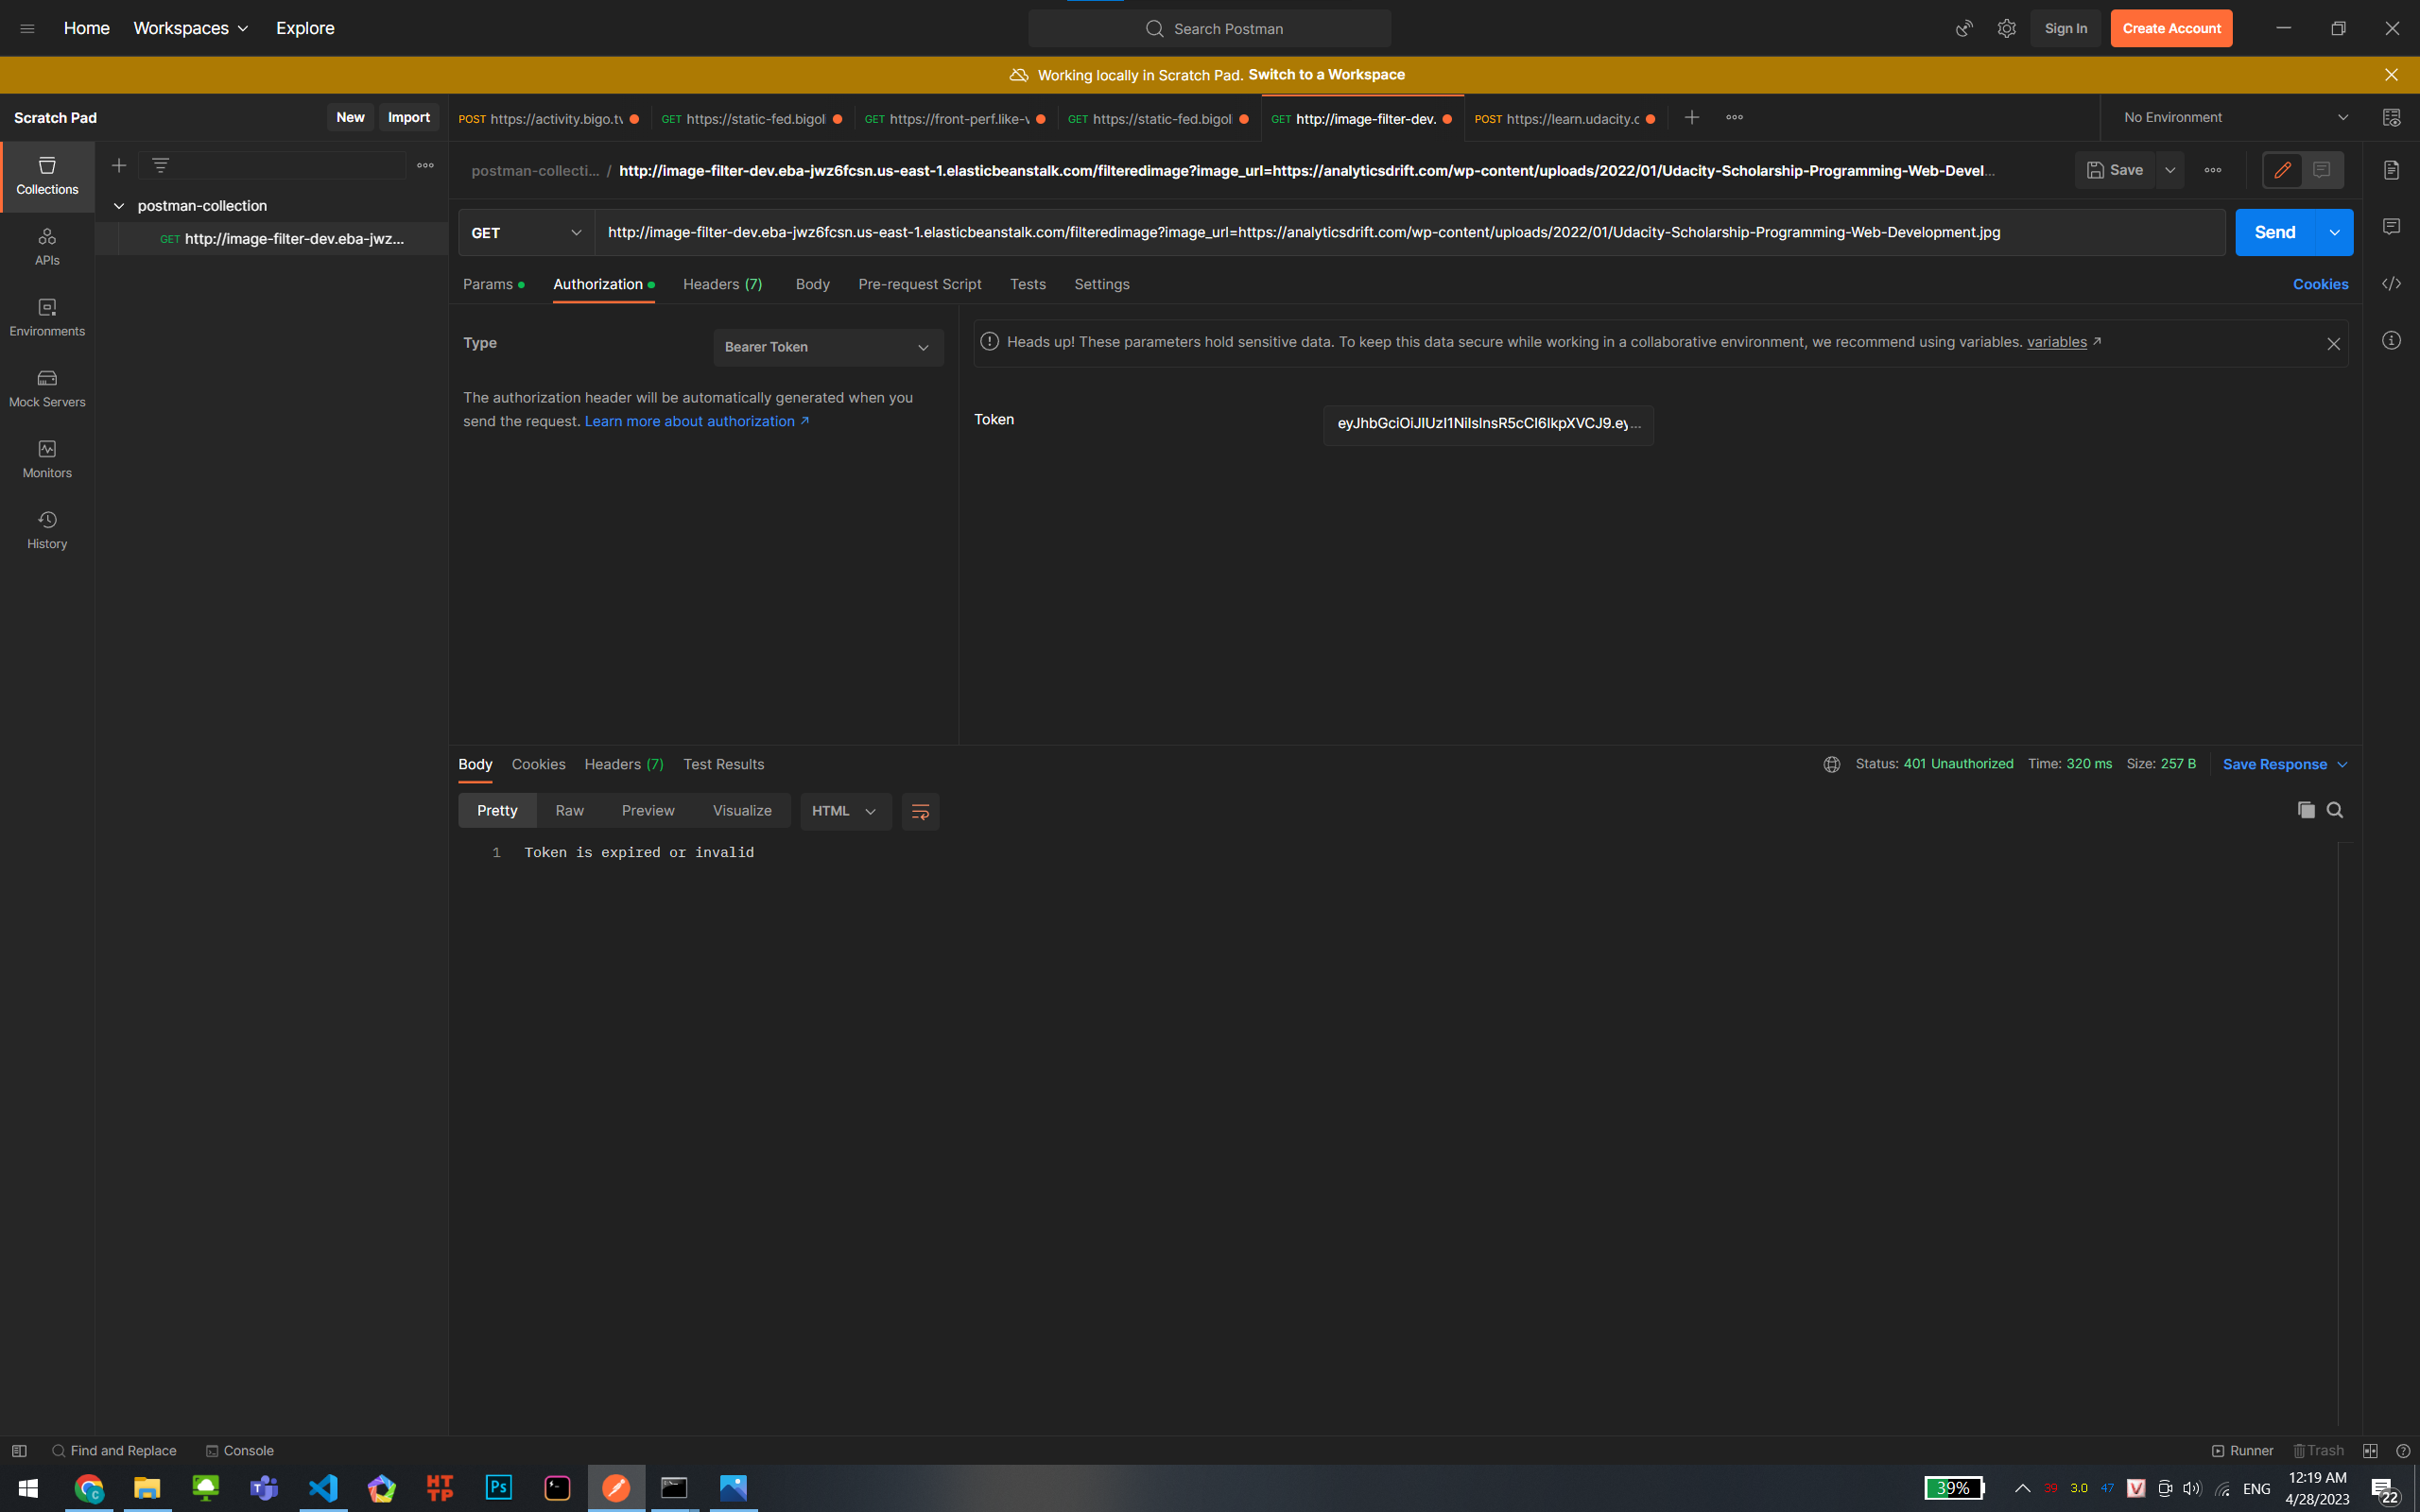 Home Workspaces Explore Search Postman Sign In Create Account
Working locally in Scratch Pad. Switch to a Workspace
Scratch Pad New Import
POST https://activity.bigo.tv GET https://static-fed.bigoli GET https://front-perf.like-v GET https://static-fed.bigoli GET http://image-filter-dev. POST https://learn.udacity.c No Environment
Collections
APIs
Environments
Mock Servers
Monitors
History
postman-collection
GET http://image-filter-dev.eba-jwz...
postman-collecti... / http://image-filter-dev.eba-jwz6fcsn.us-east-1.elasticbeanstalk.com/filteredimage?image_url=https://analyticsdrift.com/wp-content/uploads/2022/01/Udacity-Scholarship-Programming-Web-Devel... Save
GET http://image-filter-dev.eba-jwz6fcsn.us-east-1.elasticbeanstalk.com/filteredimage?image_url=https://analyticsdrift.com/wp-content/uploads/2022/01/Udacity-Scholarship-Programming-Web-Development.jpg Send
Params Authorization Headers (7) Body Pre-request Script Tests Settings Cookies
Type Bearer Token
The authorization header will be automatically generated when you
send the request. Learn more about authorization ↗
Heads up! These parameters hold sensitive data. To keep this data secure while working in a collaborative environment, we recommend using variables. variables ↗
Token eyJhbGciOiJIUzI1NiIsInR5cCI6IkpXVCJ9.ey...
Body Cookies Headers (7) Test Results Status: 401 Unauthorized Time: 320 ms Size: 257 B Save Response
Pretty Raw Preview Visualize HTML
1 Token is expired or invalid
Find and Replace Console Runner Trash
HTTP
Ps
39% 39 3.0 47 V ENG 12:19 AM
4/28/2023
22